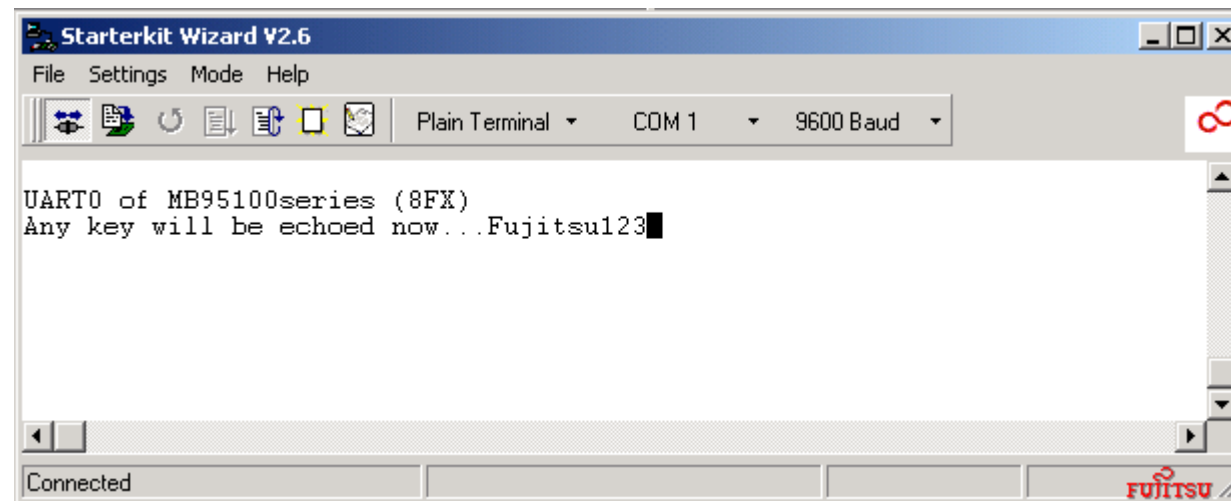 Starterkit Wizard V2.6
File Settings Mode Help
Plain Terminal COM 1 9600 Baud
UART0 of MB95100series (8FX)
Any key will be echoed now...Fujitsu123
Connected
FUJITSU